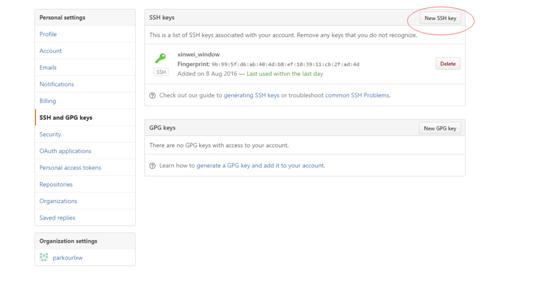 Personal settings
Profile
Account
Emails
Notifications
Billing
SSH and GPG keys
Security
OAuth applications
Personal access tokens
Repositories
Organizations
Saved replies
Organization settings
parkourlxw
SSH keys
New SSH key
This is a list of SSH keys associated with your account. Remove any keys that you do not recognize.
xinwei_window
Fingerprint: 9b:99:5f:d6:ab:40:4d:b8:ef:10:39:11:cb:2f:ad:4d
SSH
Added on 8 Aug 2016 — Last used within the last day
Delete
Check out our guide to generating SSH keys or troubleshoot common SSH Problems.
GPG keys
New GPG key
There are no GPG keys with access to your account.
Learn how to generate a GPG key and add it to your account.